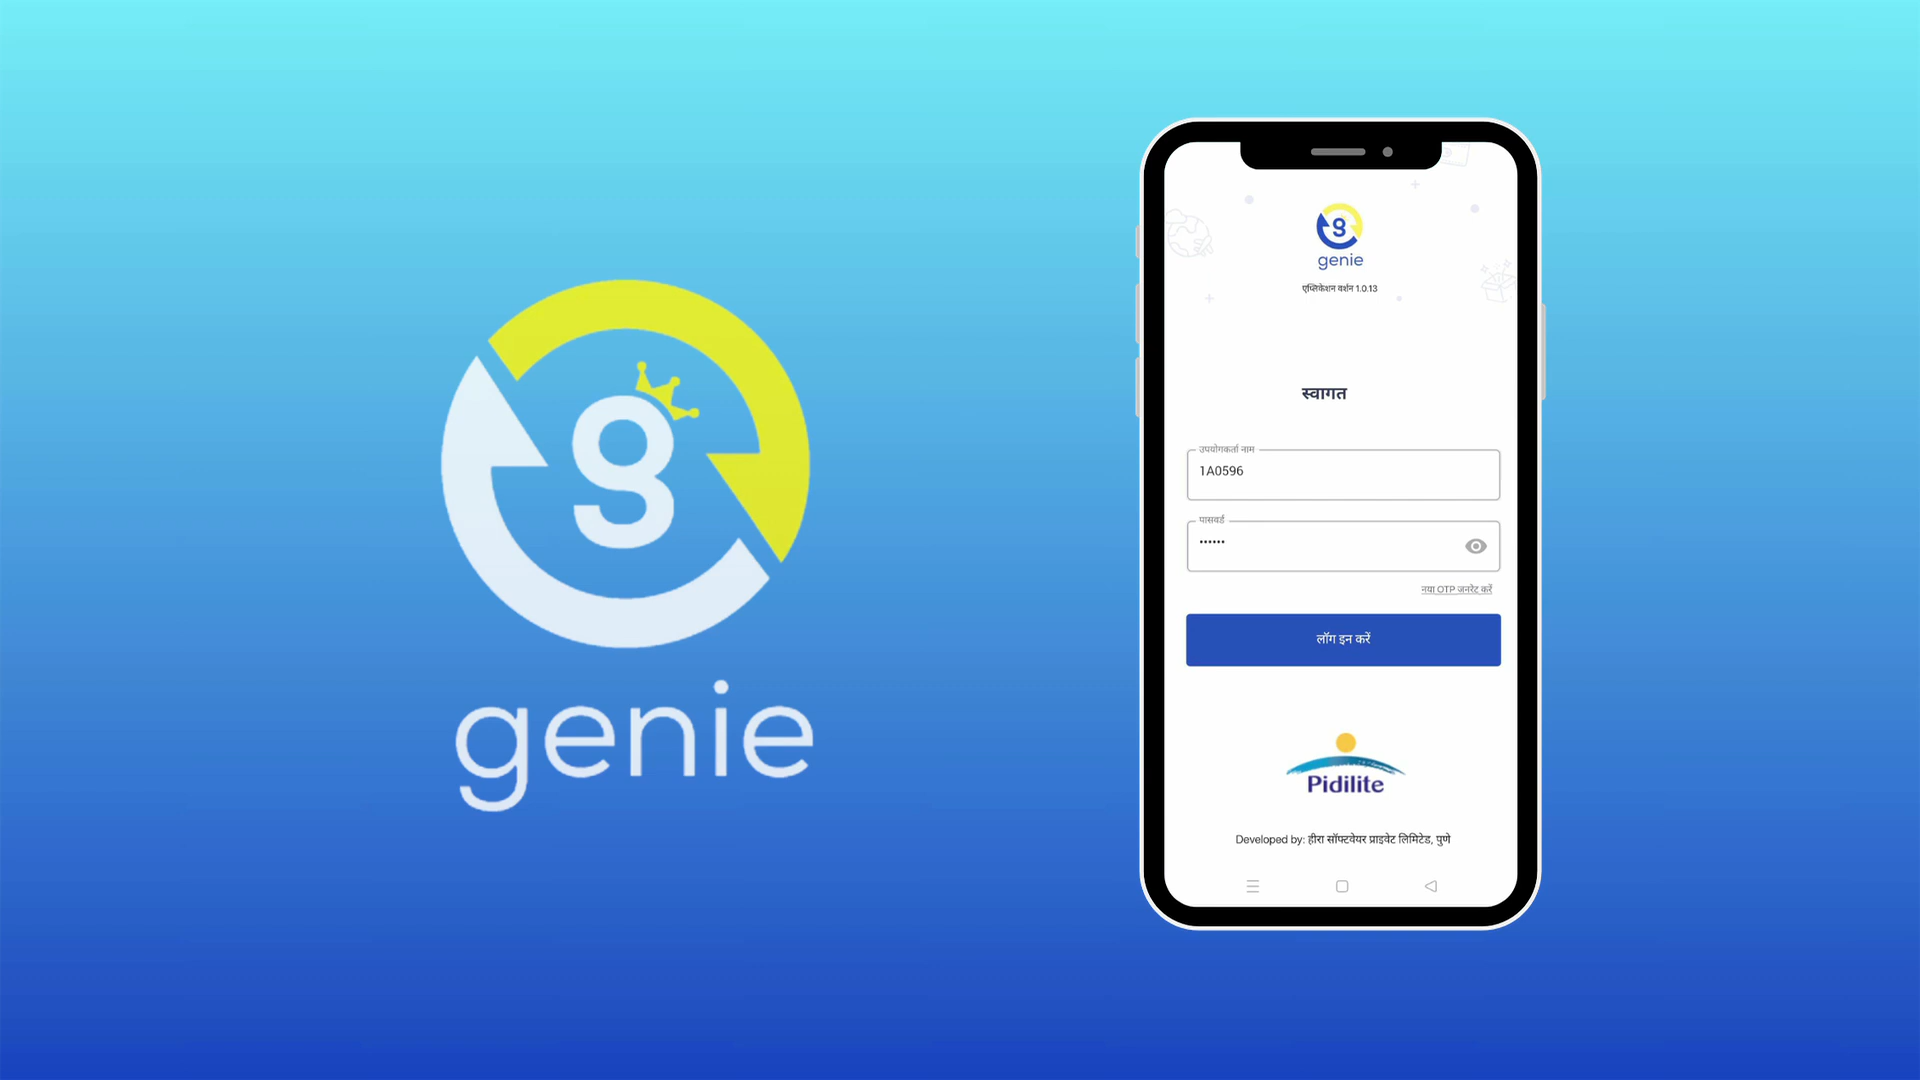 g
genie
g
genie
एप्लिकेशन वर्शन 1.0.13
स्वागत
उपयोगकर्ता नाम
1A0596
पासवर्ड
••••••
नया OTP जनरेट करें
लॉग इन करें
Pidilite
Developed by: हीरा सॉफ्टवेयर प्राइवेट लिमिटेड, पुणे